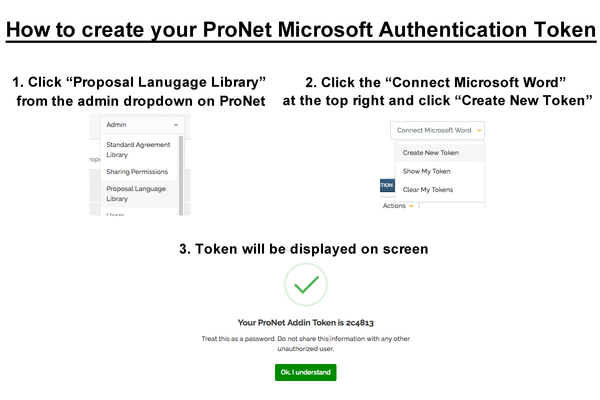 How to create your ProNet Microsoft Authentication Token
1. Click “Proposal Lanugage Library”
from the admin dropdown on ProNet
Admin
Standard Agreement
Library
Sharing Permissions
Proposal Language
Library
Users
2. Click the “Connect Microsoft Word”
at the top right and click “Create New Token”
Connect Microsoft Word
Create New Token
Show My Token
Clear My Tokens
Actions
3. Token will be displayed on screen
Your ProNet Addin Token is 2c4813
Treat this as a password. Do not share this information with any other
unauthorized user.
Ok, I understand